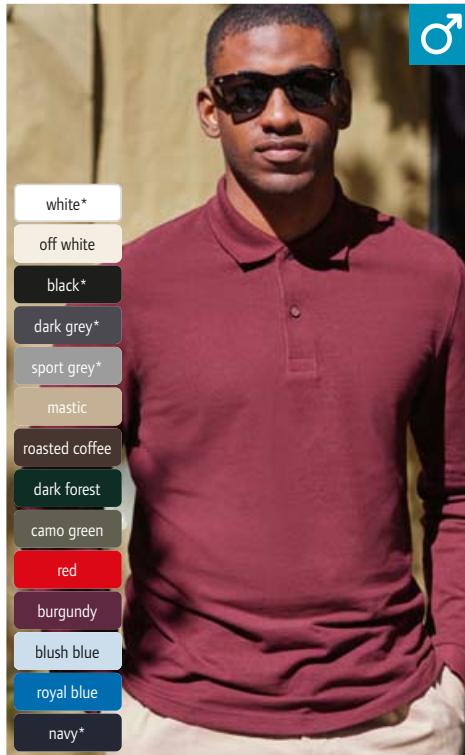 white*
off white
black*
dark grey*
sport grey*
mastic
roasted coffee
dark forest
camo green
red
burgundy
blush blue
royal blue
navy*